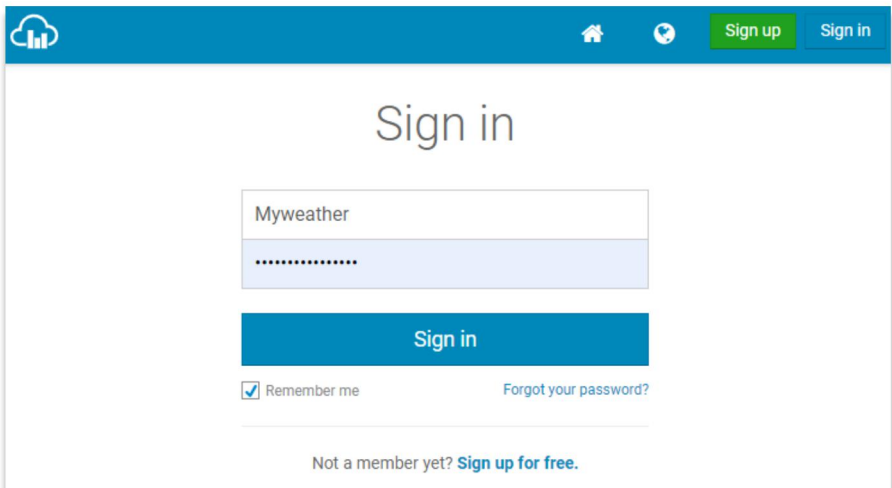 Sign up Sign in
Sign in
Myweather
••••••••••••••••
Sign in
Remember me Forgot your password?
Not a member yet? Sign up for free.